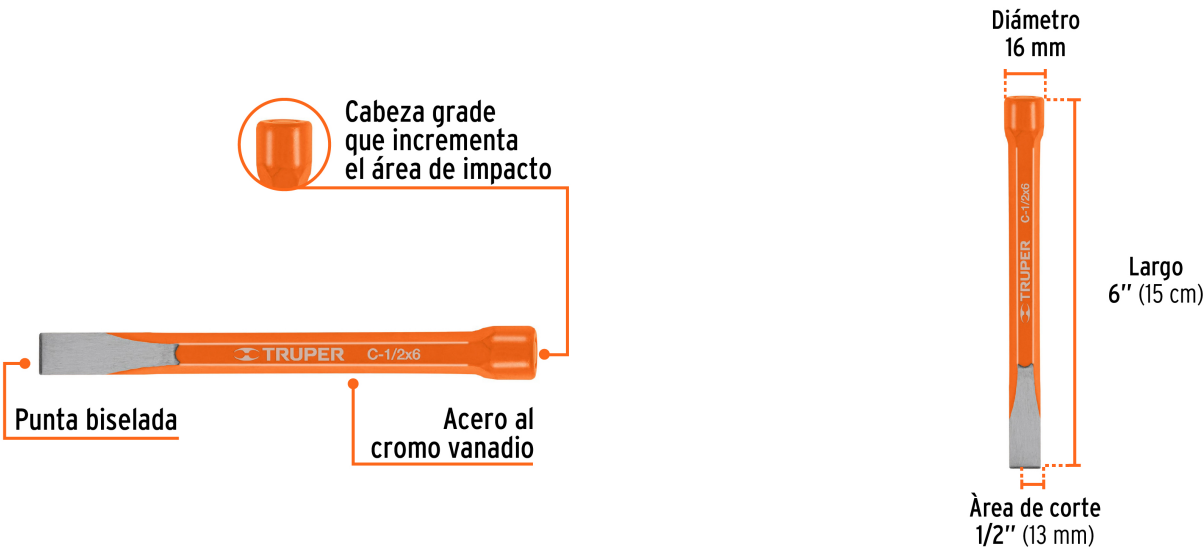 Cabeza grade
que incrementa
el área de impacto
TRUPER C-1/2x6
Punta biselada
Acero al
cromo vanadio
Diámetro
16 mm
TRUPER C-1/2x6
Largo
6'' (15 cm)
Àrea de corte
1/2'' (13 mm)